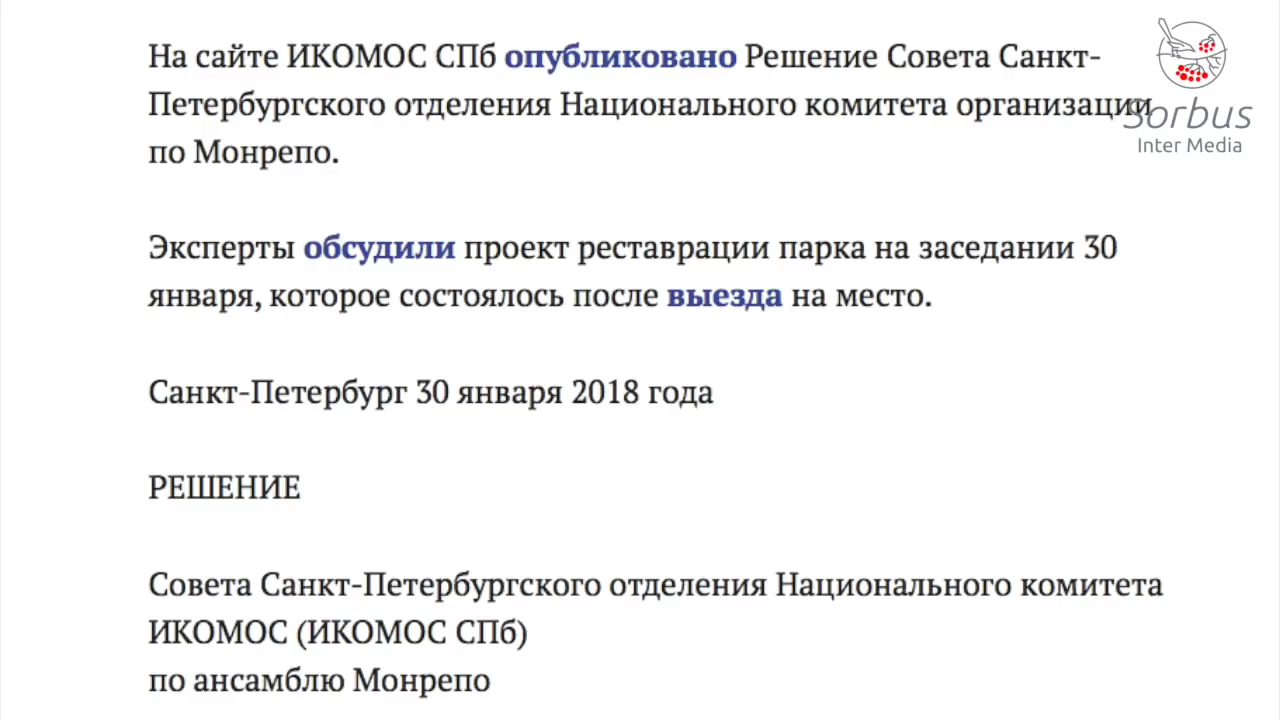 На сайте ИКОМОС СПб опубликовано Решение Совета Санкт-
Петербургского отделения Национального комитета организации
по Монрепо.
Sorbus
Inter Media
Эксперты обсудили проект реставрации парка на заседании 30
января, которое состоялось после выезда на место.
Санкт-Петербург 30 января 2018 года
РЕШЕНИЕ
Совета Санкт-Петербургского отделения Национального комитета
ИКОМОС (ИКОМОС СПб)
по ансамблю Монрепо